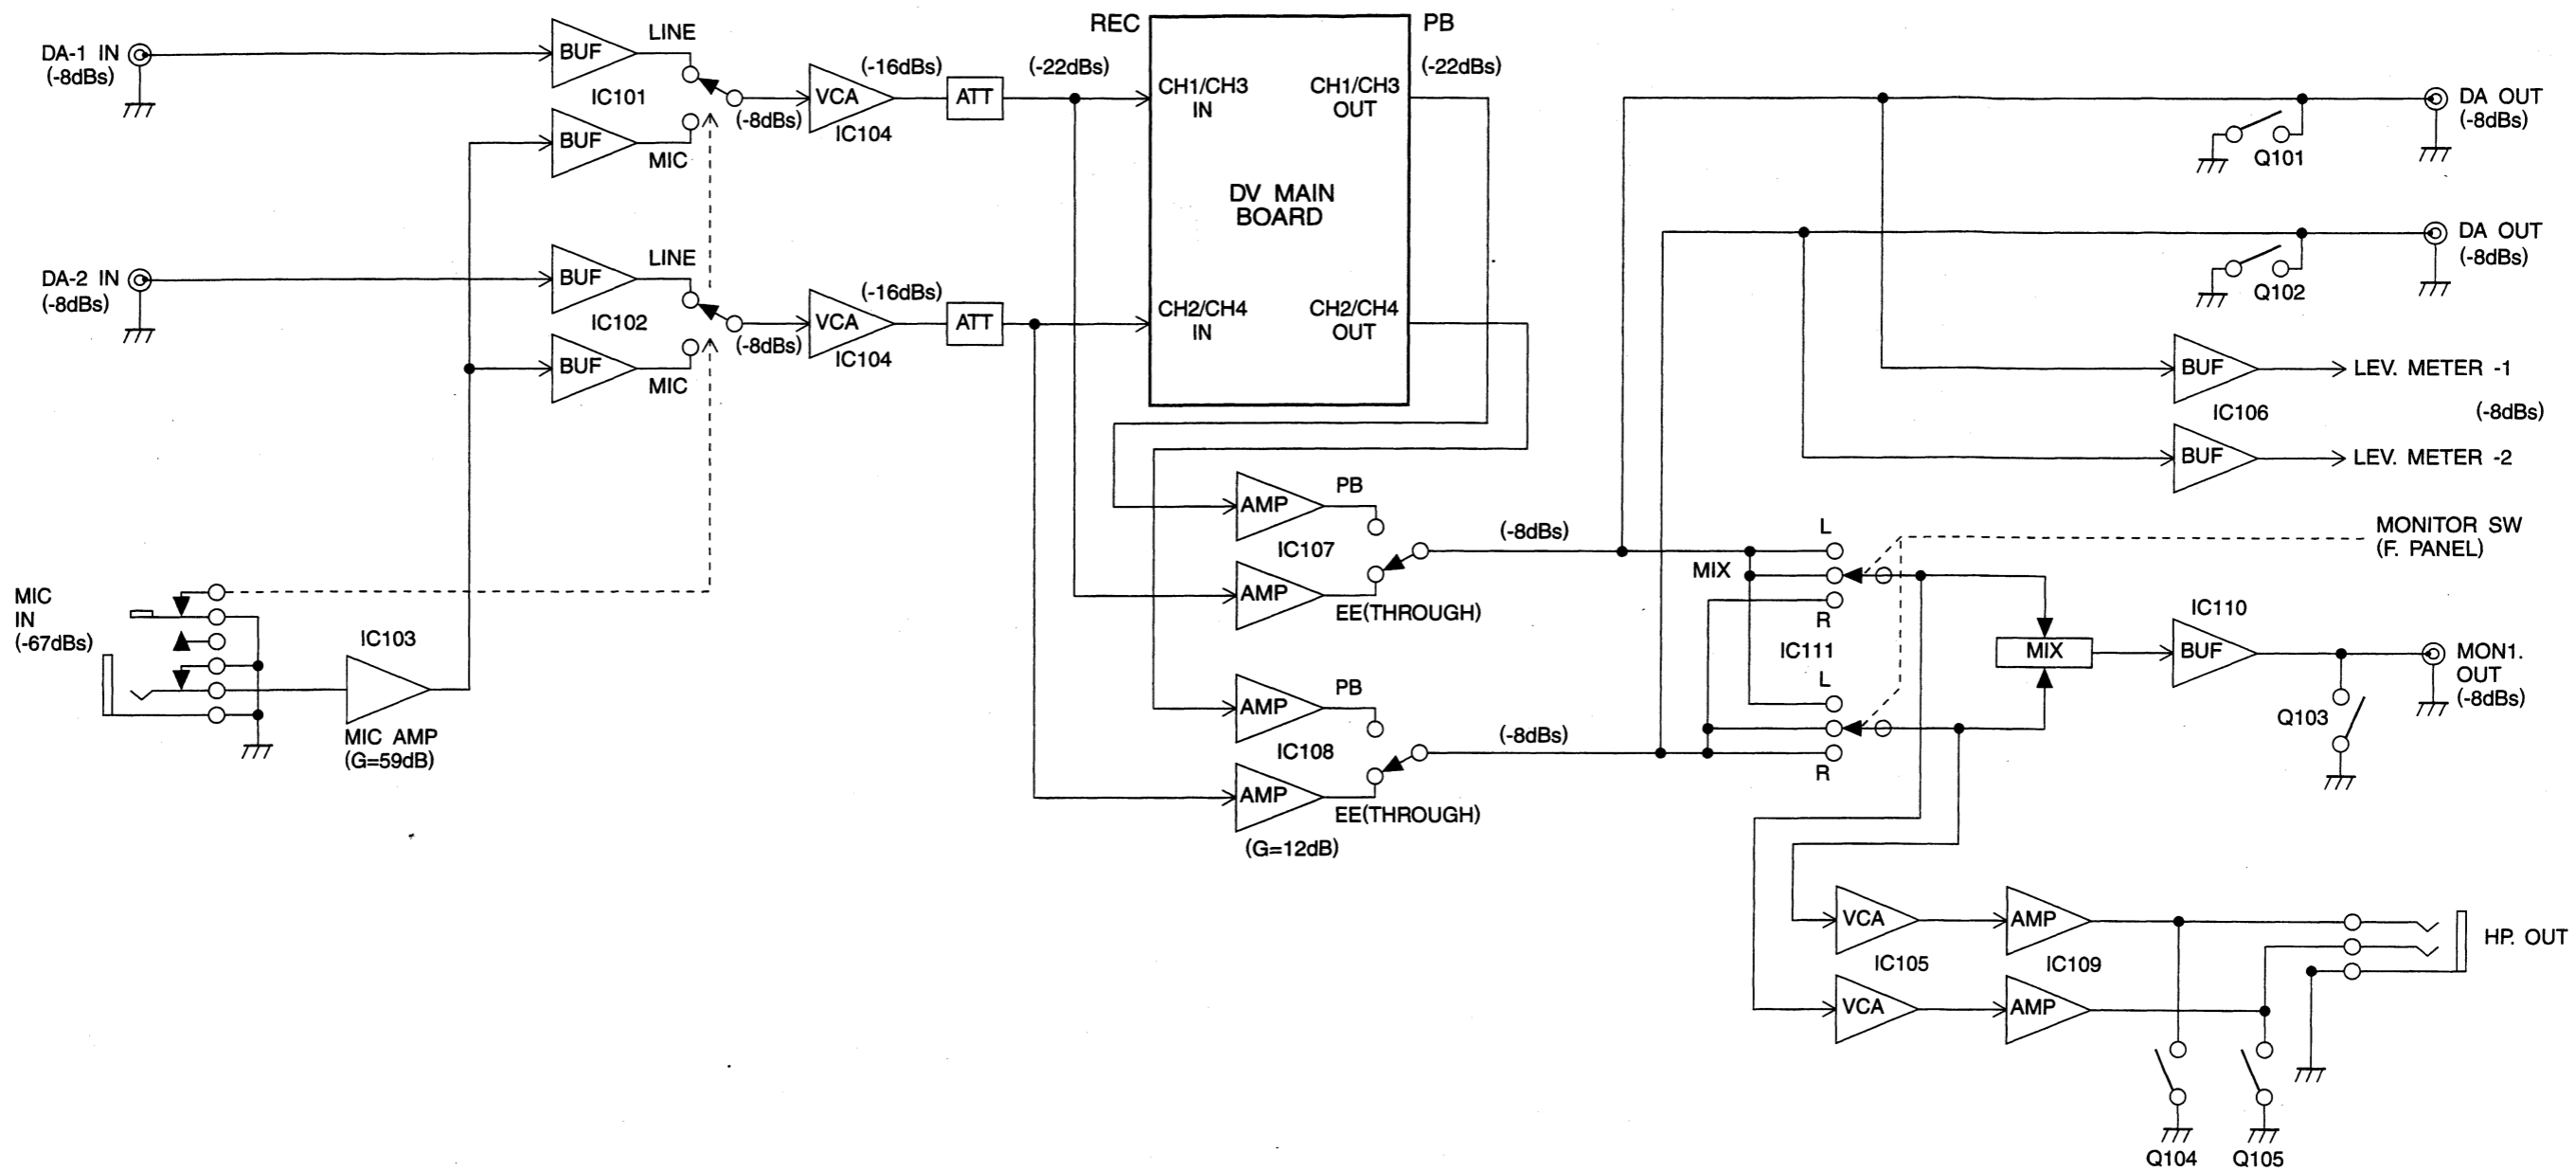 DA-1 IN
(-8dBs)
BUF
LINE
IC101
BUF
MIC
(-8dBs)
VCA
IC104
(-16dBs)
ATT
(-22dBs)
REC
PB
(-22dBs)
CH1/CH3
IN
CH1/CH3
OUT
DV MAIN
BOARD
CH2/CH4
IN
CH2/CH4
OUT
DA-2 IN
(-8dBs)
BUF
LINE
IC102
BUF
MIC
(-8dBs)
VCA
IC104
(-16dBs)
ATT
DA OUT
(-8dBs)
Q101
DA OUT
(-8dBs)
Q102
BUF
LEV. METER -1
IC106
(-8dBs)
BUF
LEV. METER -2
MIC
IN
(-67dBs)
IC103
MIC AMP
(G=59dB)
AMP
PB
IC107
AMP
EE(THROUGH)
(-8dBs)
AMP
PB
IC108
AMP
EE(THROUGH)
(G=12dB)
(-8dBs)
L
MIX
R
IC111
L
R
MONITOR SW
(F. PANEL)
MIX
IC110
BUF
MON1.
OUT
(-8dBs)
Q103
VCA
AMP
IC105
IC109
VCA
AMP
HP. OUT
Q104
Q105